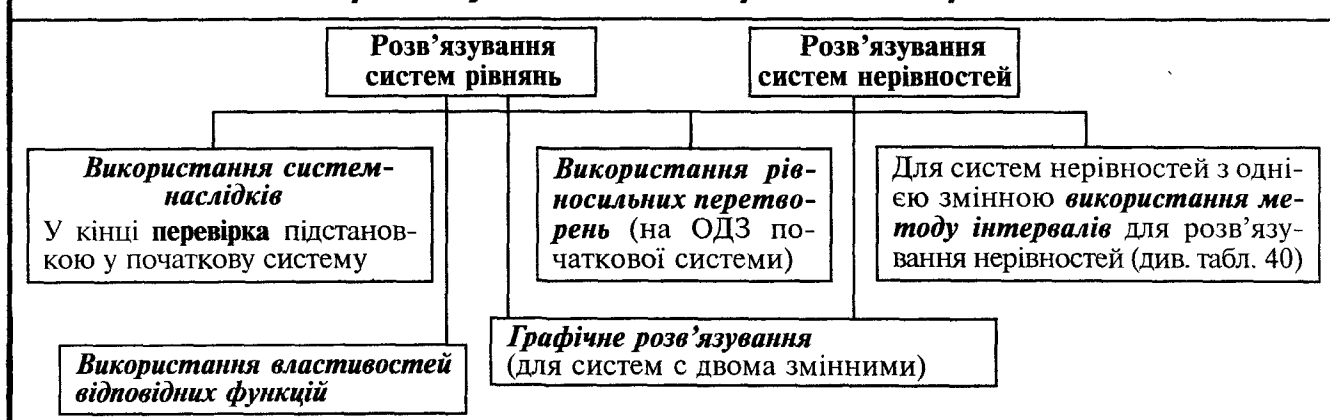 Розв’язування
систем рівнянь
Розв’язування
систем нерівностей
Використання систем-
наслідків
У кінці перевірка підстанов-
кою у початкову систему
Використання рів-
носильних перетво-
рень (на ОДЗ по-
чаткової системи)
Для систем нерівностей з одні-
єю змінною використання ме-
тоду інтервалів для розв’язу-
вання нерівностей (див. табл. 40)
Використання властивостей
відповідних функцій
Графічне розв’язування
(для систем с двома змінними)